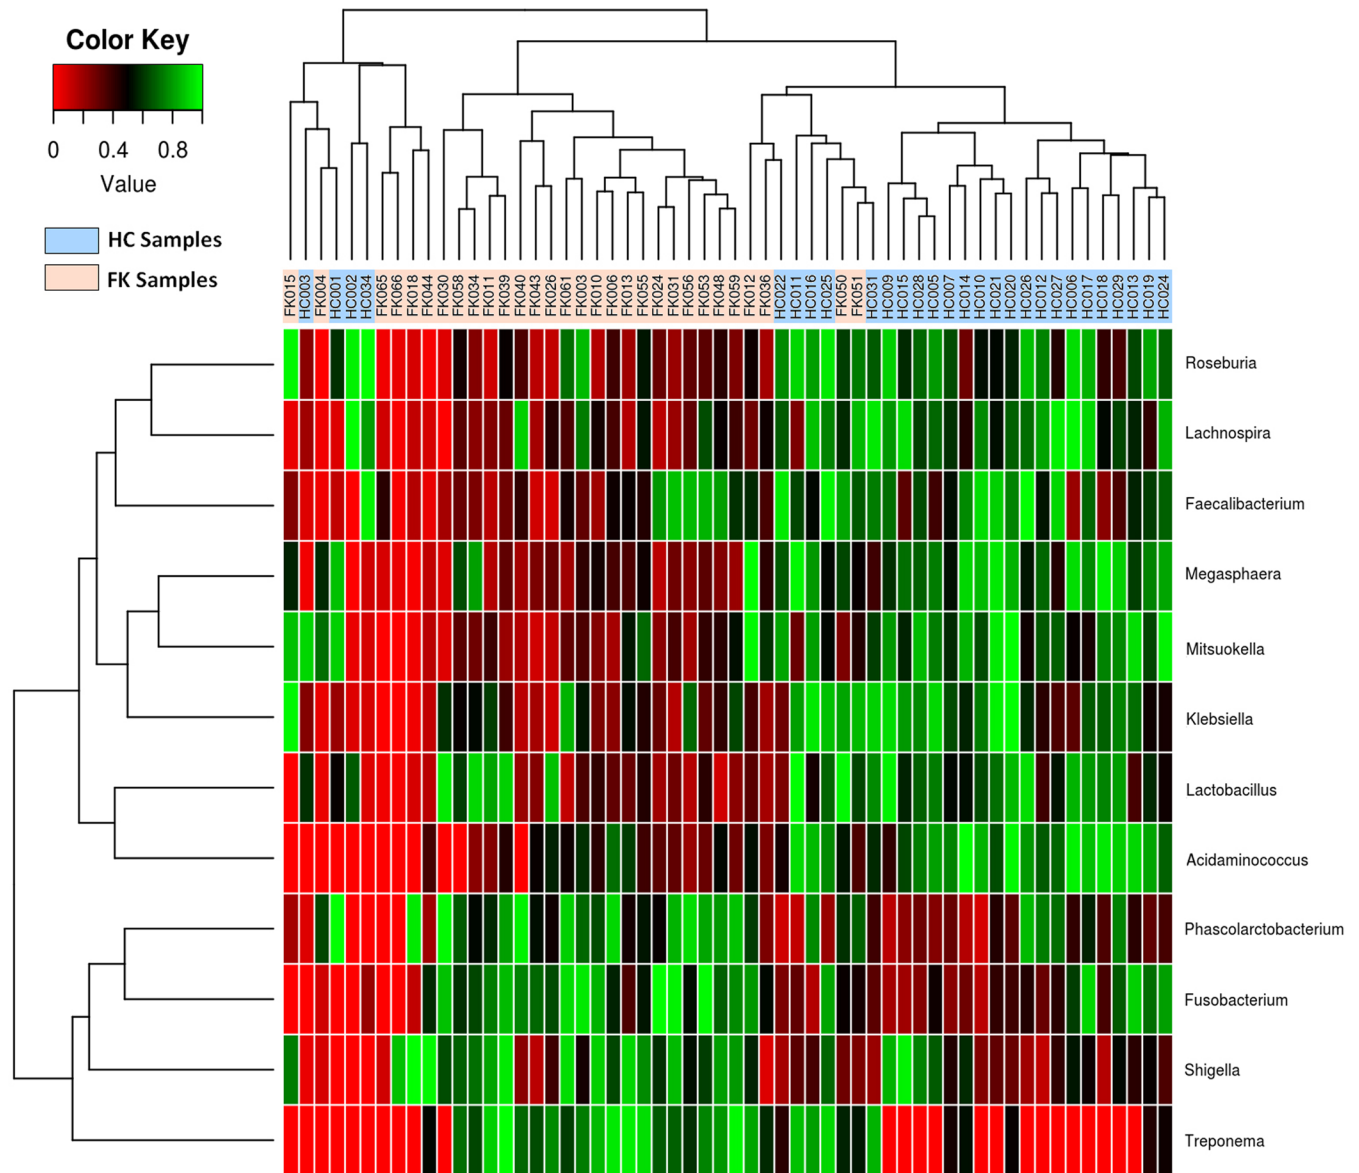 Color Key
0 0.4 0.8
Value
HC Samples
FK Samples
FK015 HC003 FK004 HC001 HC002 HC034 FK065 FK066 FK018 FK044 FK030 FK058 FK034 FK011 FK039 FK040 FK043 FK026 FK061 FK003 FK010 FK006 FK013 FK055 FK024 FK031 FK056 FK053 FK048 FK059 FK012 FK036 HC022 HC011 HC016 HC025 FK050 FK051 HC031 HC009 HC015 HC028 HC005 HC007 HC014 HC010 HC021 HC020 HC026 HC012 HC027 HC006 HC017 HC018 HC029 HC013 HC019 HC024
Roseburia
Lachnospira
Faecalibacterium
Megasphaera
Mitsuokella
Klebsiella
Lactobacillus
Acidaminococcus
Phascolarctobacterium
Fusobacterium
Shigella
Treponema